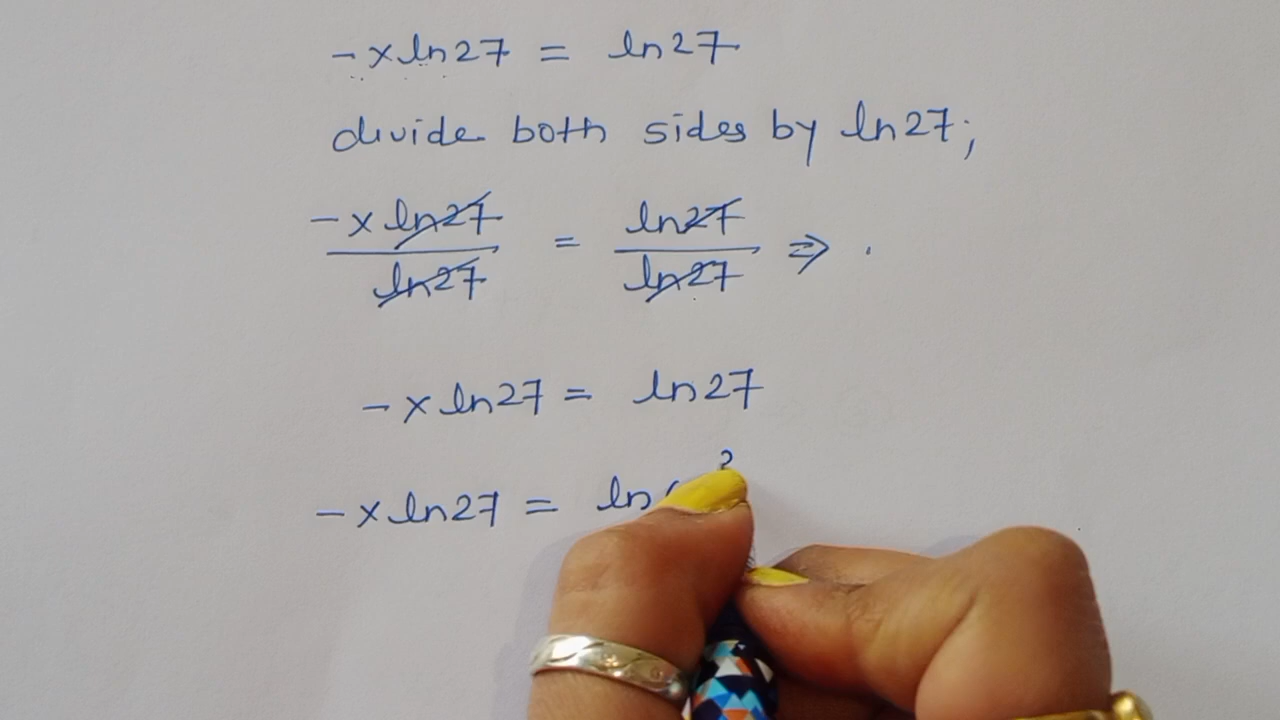 -x ln27 = ln27
divide both sides by ln27;
-x ln27 / ln27 = ln27 / ln27 ⇒ .
-x ln27 = ln27
-x ln27 = ln(